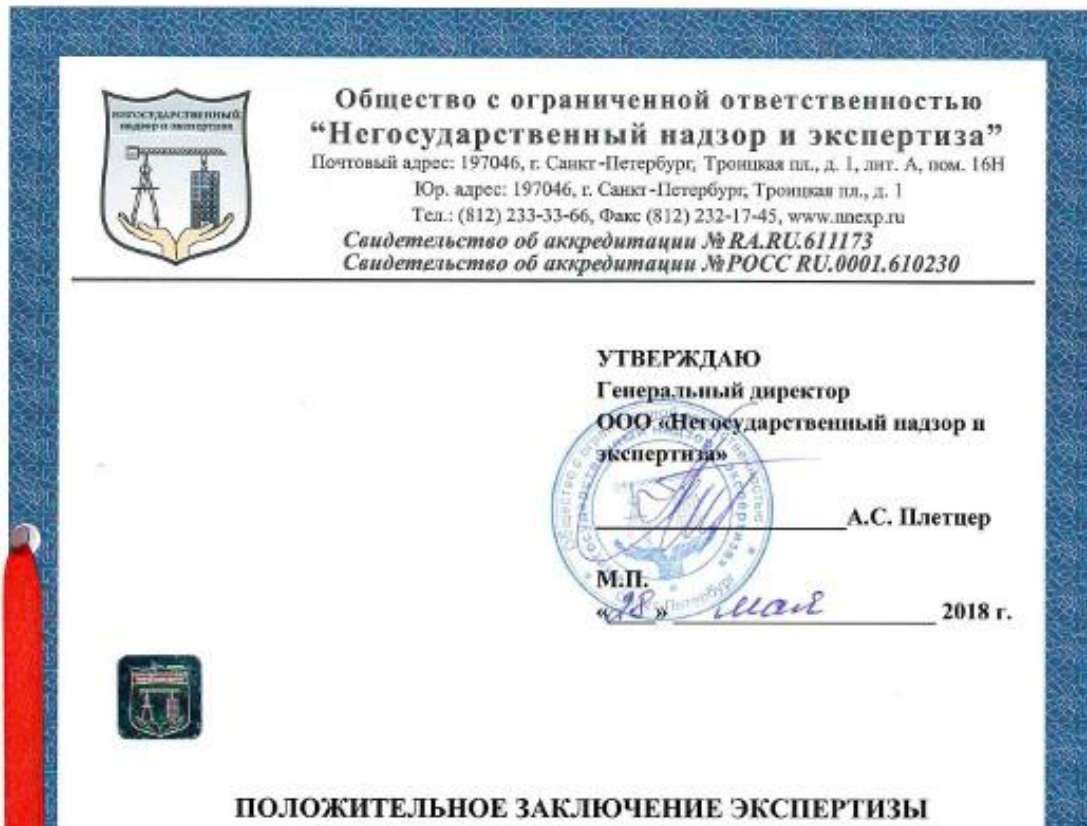 НЕГОСУДАРСТВЕННЫЙ
надзор и экспертиза
Общество с ограниченной ответственностью
“Негосударственный надзор и экспертиза”
Почтовый адрес: 197046, г. Санкт-Петербург, Троицкая пл., д. 1, лит. А, пом. 16Н
Юр. адрес: 197046, г. Санкт-Петербург, Троицкая пл., д. 1
Тел.: (812) 233-33-66, Факс (812) 232-17-45, www.nnexp.ru
Свидетельство об аккредитации № RA.RU.611173
Свидетельство об аккредитации № РОСС RU.0001.610230
УТВЕРЖДАЮ
Генеральный директор
ООО «Негосударственный надзор и
экспертиза»
А.С. Плетцер
М.П.
«28» мая 2018 г.
ПОЛОЖИТЕЛЬНОЕ ЗАКЛЮЧЕНИЕ ЭКСПЕРТИЗЫ